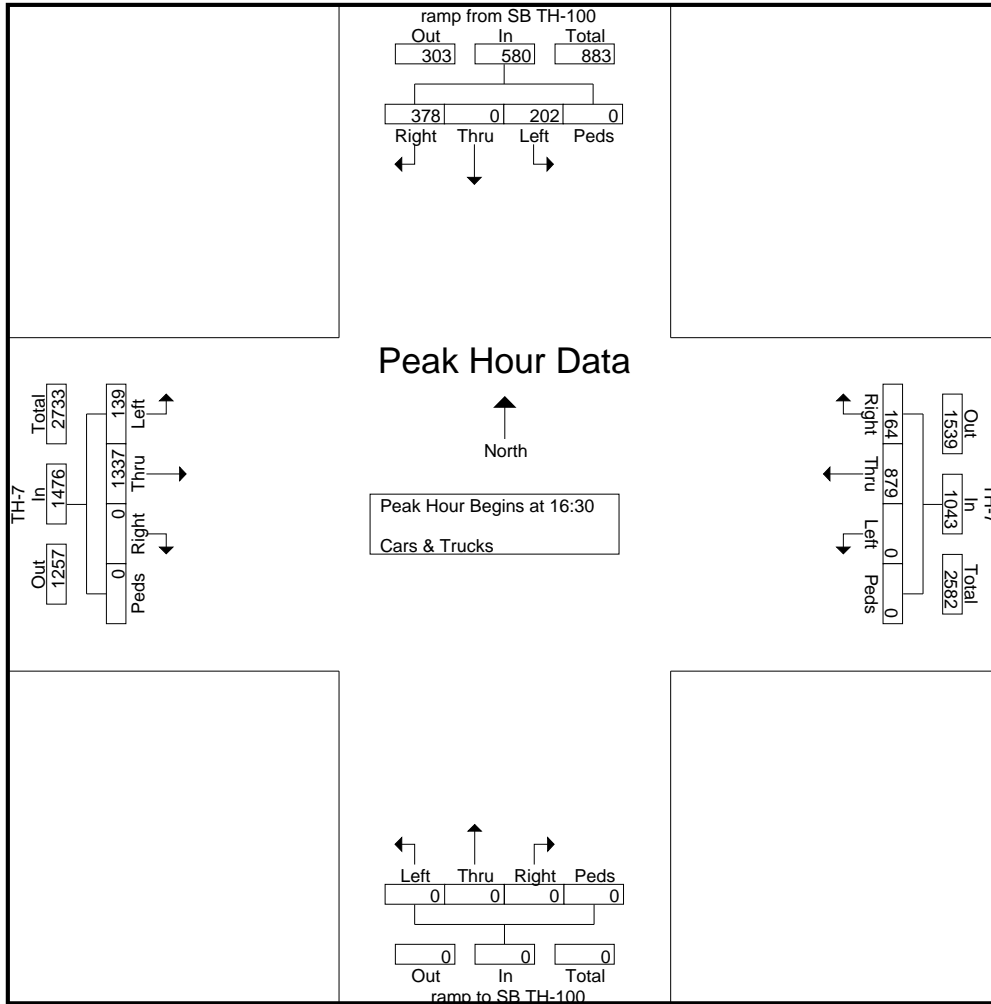 ramp from SB TH-100
Out In Total
303 580 883
378 0 202 0
Right Thru Left Peds
Peak Hour Data
North
Peak Hour Begins at 16:30
Cars & Trucks
TH-7
Total In Out
2733 1476 1257
139 1337 0 0
Left Thru Right Peds
TH-7
Out In Total
1539 1043 2582
164 879 0 0
Right Thru Left Peds
Left Thru Right Peds
0 0 0 0
0 0 0
Out In Total
ramp to SB TH-100